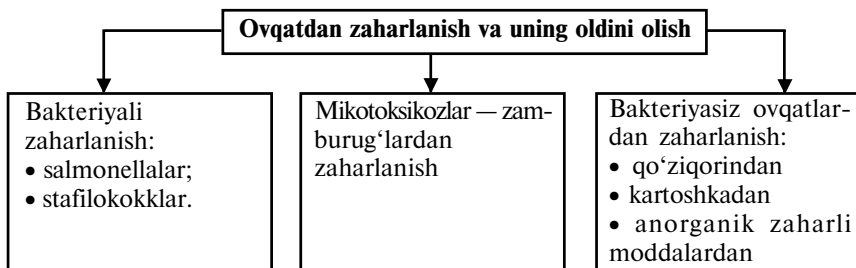 Ovqatdan zaharlanish va uning oldini olish
Bakteriyali
zaharlanish:
• salmonellalar;
• stafilokokklar.
Mikotoksikozlar — zam-
burug‘lardan
zaharlanish
Bakteriyasiz ovqatlar-
dan zaharlanish:
• qo‘ziqorindan
• kartoshkadan
• anorganik zaharli
moddalardan